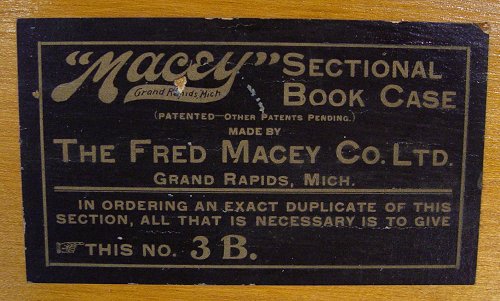 "Macey" SECTIONAL
Grand Rapids, Mich. BOOK CASE
(PATENTED—OTHER PATENTS PENDING.)
MADE BY
THE FRED MACEY CO. LTD.
GRAND RAPIDS, MICH.
IN ORDERING AN EXACT DUPLICATE OF THIS
SECTION, ALL THAT IS NECESSARY IS TO GIVE
THIS NO. 3 B.